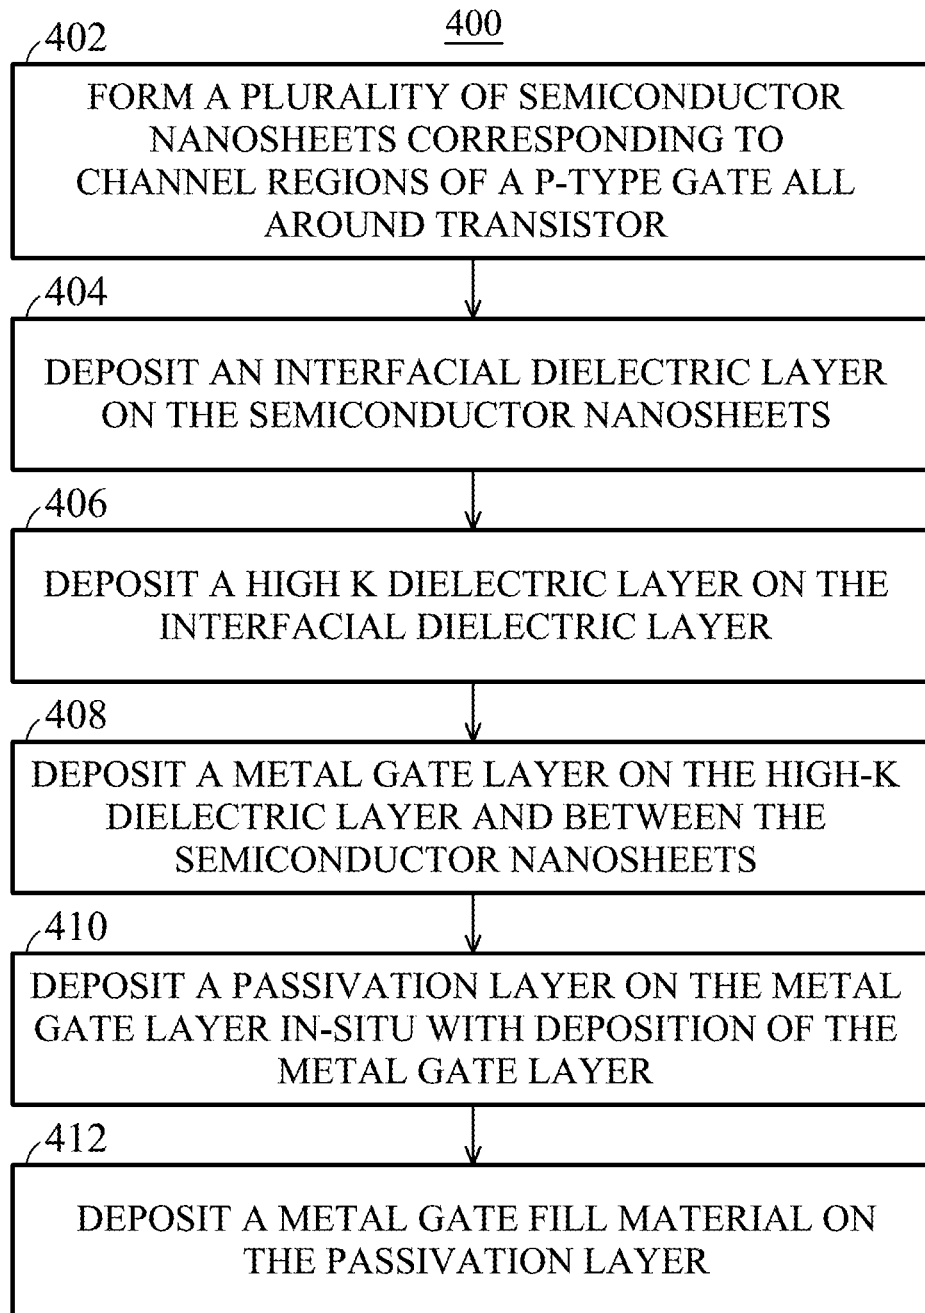 400
402
FORM A PLURALITY OF SEMICONDUCTOR
NANOSHEETS CORRESPONDING TO
CHANNEL REGIONS OF A P-TYPE GATE ALL
AROUND TRANSISTOR
404
DEPOSIT AN INTERFACIAL DIELECTRIC LAYER
ON THE SEMICONDUCTOR NANOSHEETS
406
DEPOSIT A HIGH K DIELECTRIC LAYER ON THE
INTERFACIAL DIELECTRIC LAYER
408
DEPOSIT A METAL GATE LAYER ON THE HIGH-K
DIELECTRIC LAYER AND BETWEEN THE
SEMICONDUCTOR NANOSHEETS
410
DEPOSIT A PASSIVATION LAYER ON THE METAL
GATE LAYER IN-SITU WITH DEPOSITION OF THE
METAL GATE LAYER
412
DEPOSIT A METAL GATE FILL MATERIAL ON
THE PASSIVATION LAYER